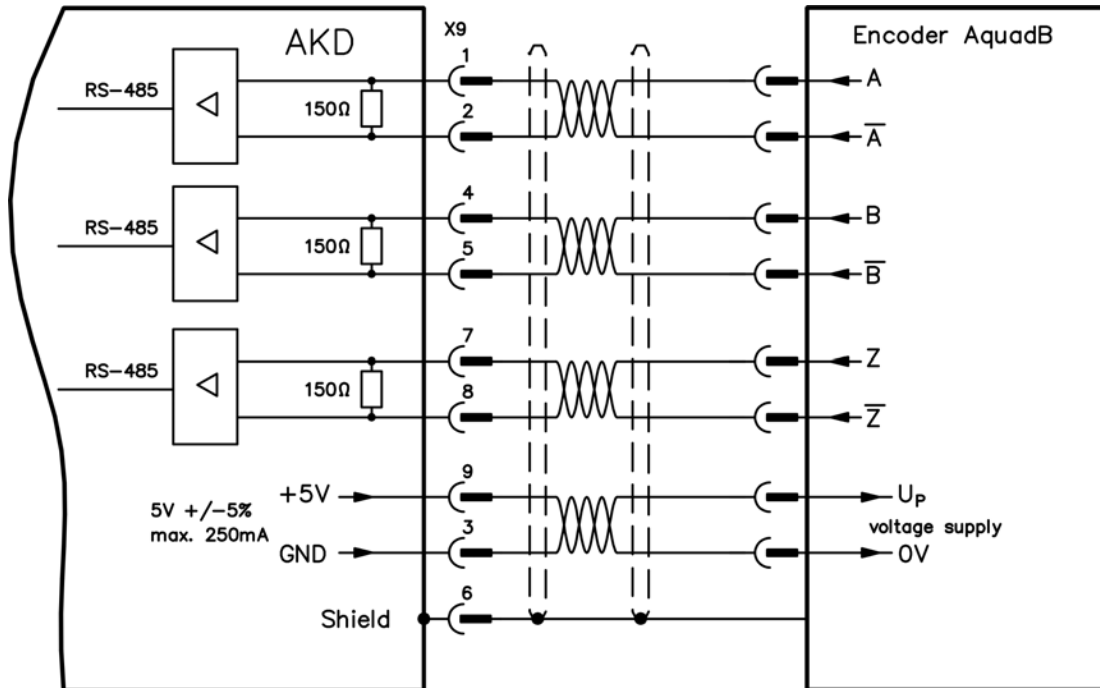 AKD
X9
Encoder AquadB
RS-485
150Ω
1
2
A
A̅
RS-485
150Ω
4
5
B
B̅
RS-485
150Ω
7
8
Z
Z̅
5V +/-5%
max. 250mA
+5V
GND
9
3
UP
voltage supply
0V
Shield
6